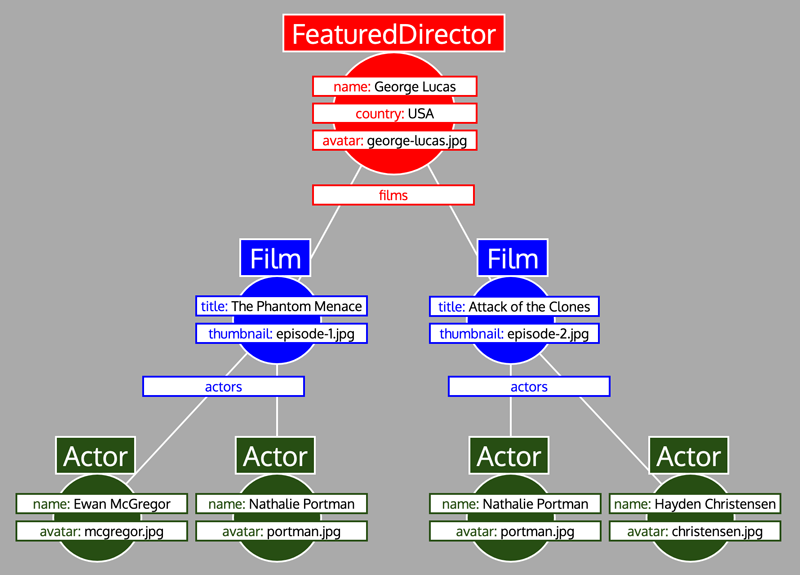 FeaturedDirector
name: George Lucas
country: USA
avatar: george-lucas.jpg
films
Film
title: The Phantom Menace
thumbnail: episode-1.jpg
Film
title: Attack of the Clones
thumbnail: episode-2.jpg
actors
actors
Actor
name: Ewan McGregor
avatar: mcgregor.jpg
Actor
name: Nathalie Portman
avatar: portman.jpg
Actor
name: Nathalie Portman
avatar: portman.jpg
Actor
name: Hayden Christensen
avatar: christensen.jpg